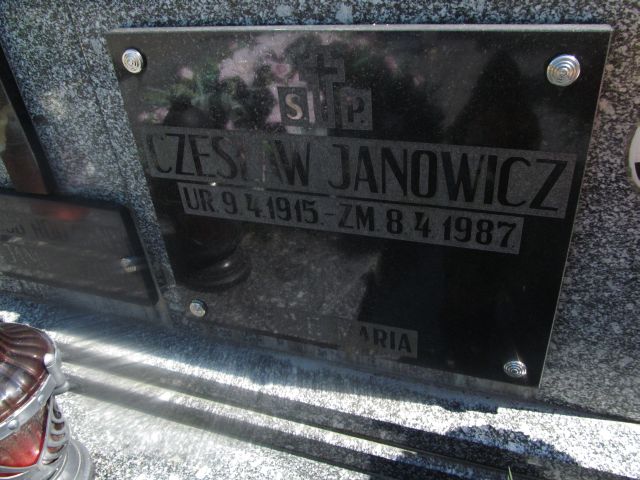 Ś. P.
CZESŁAW JANOWICZ
UR. 9.4.1915.-ZM. 8.4.1987.
MARIA